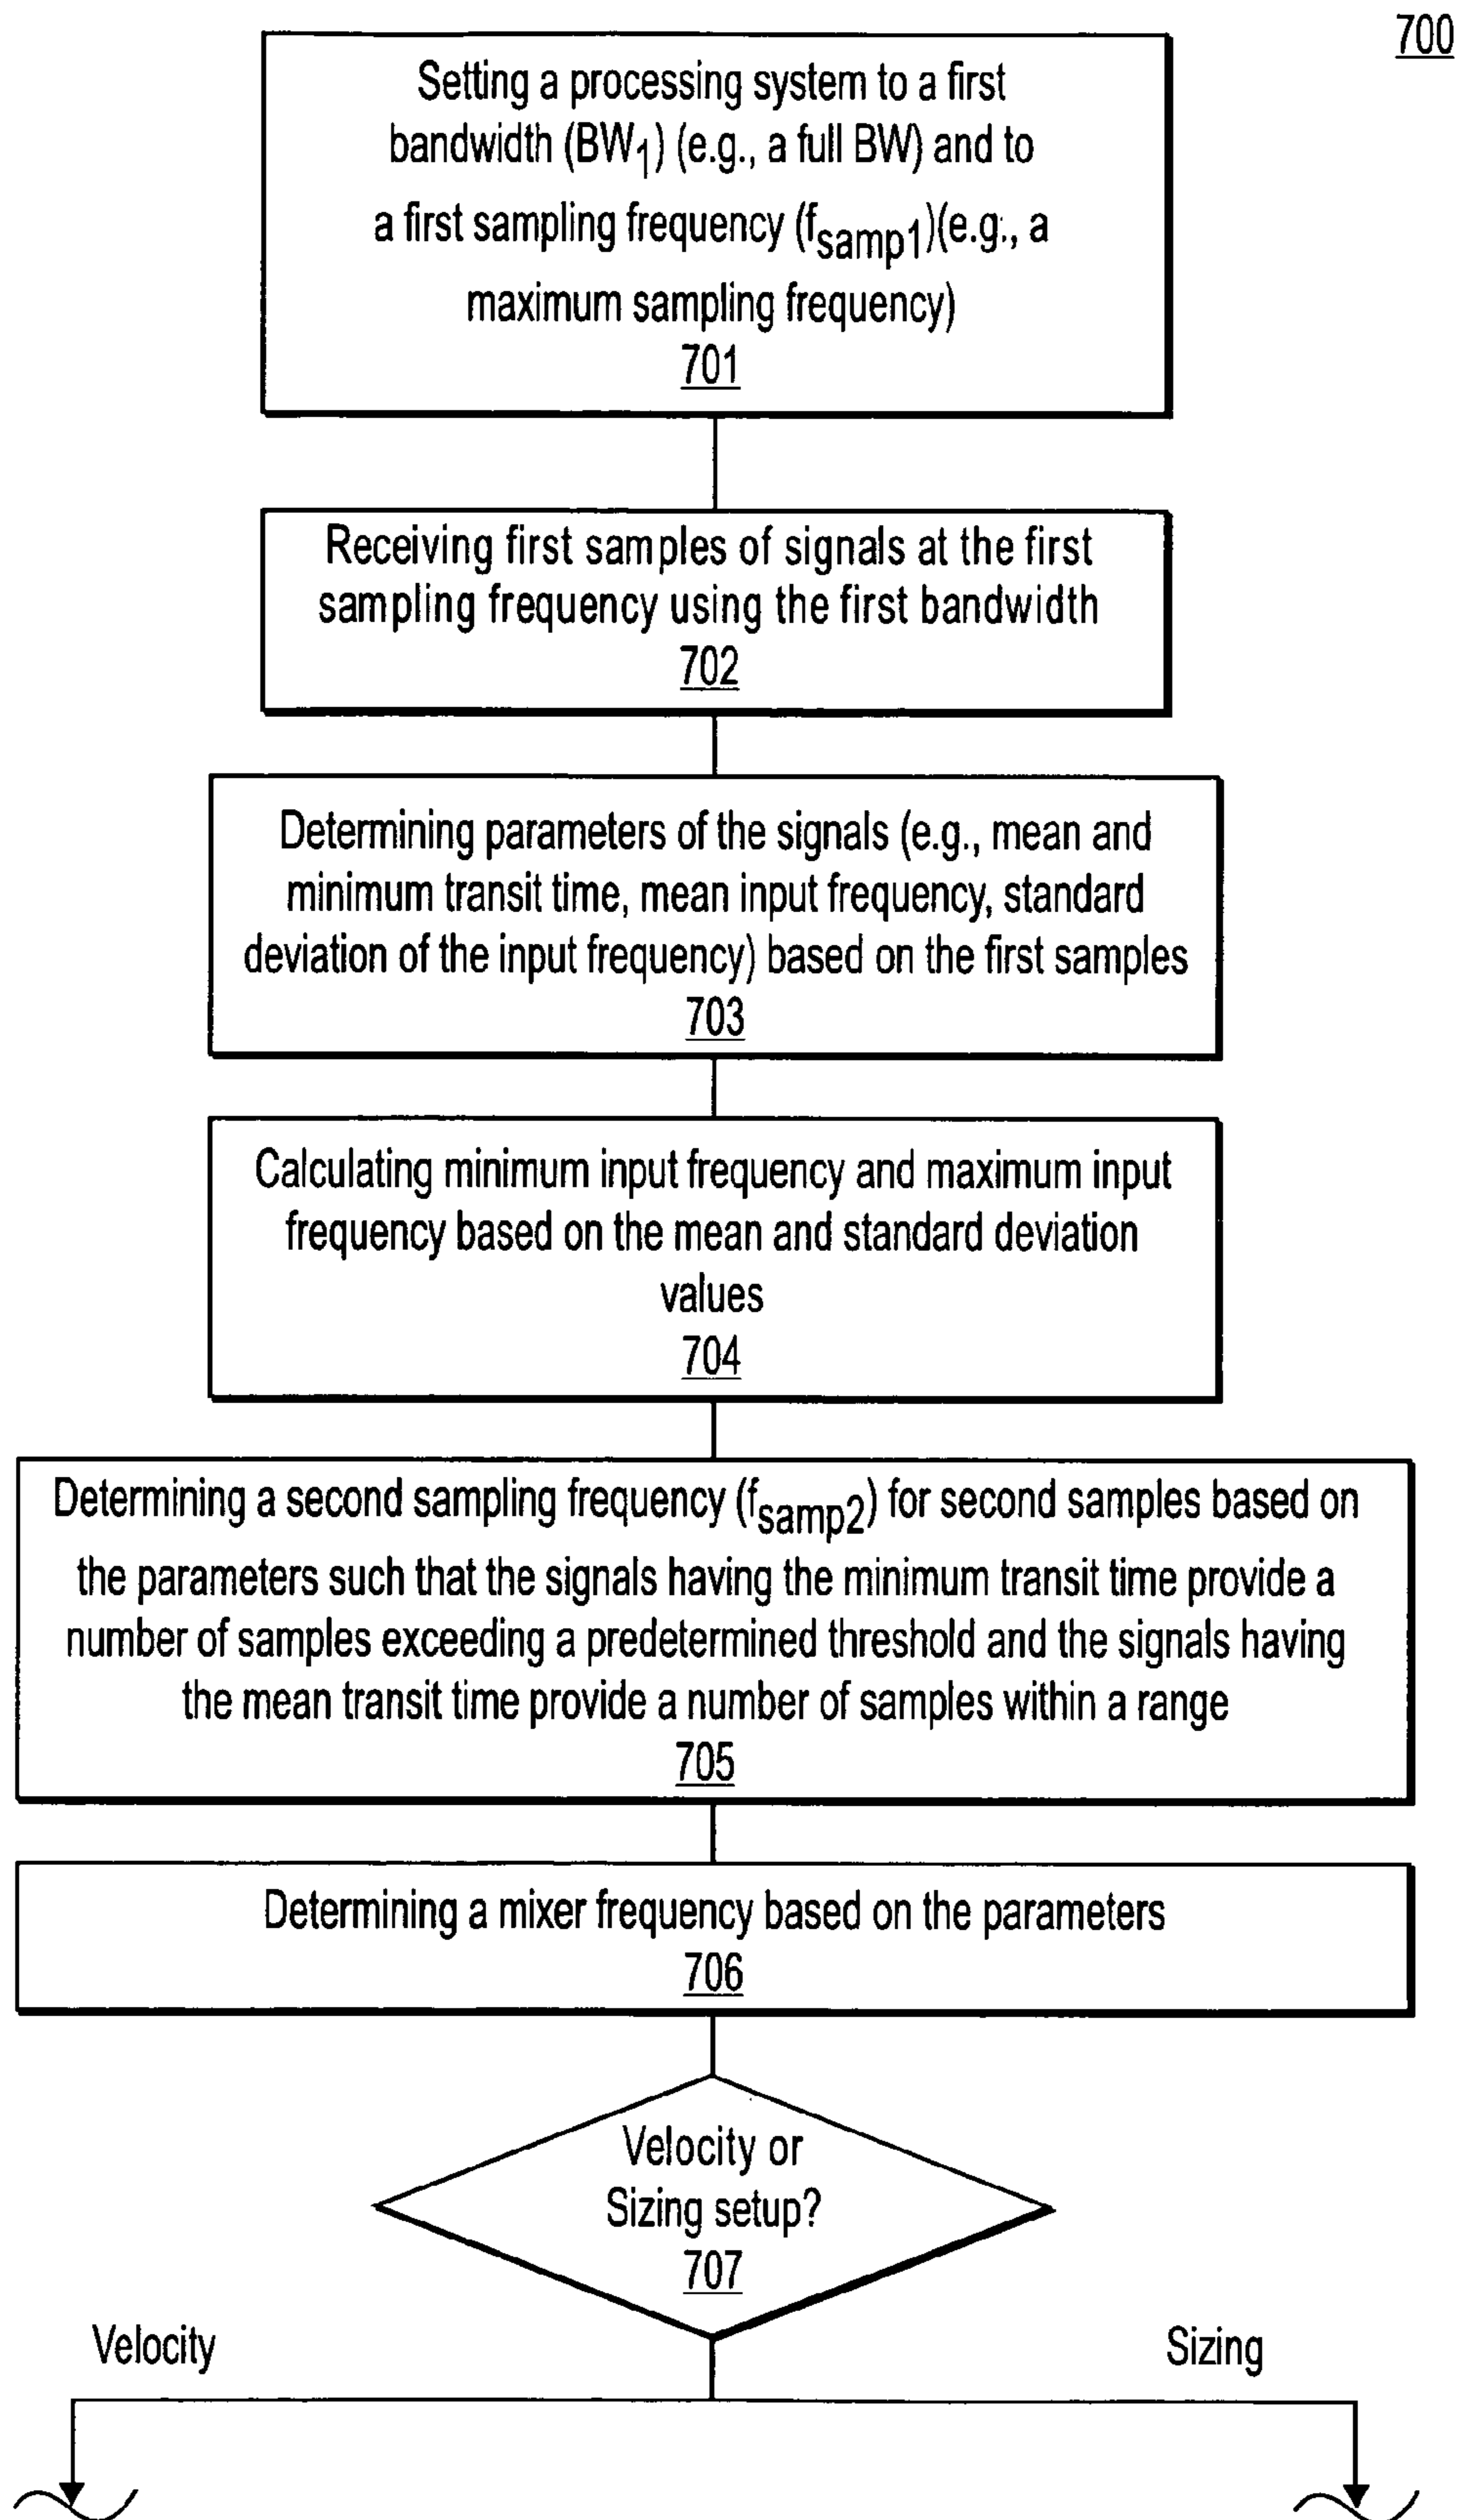 700
Setting a processing system to a first
bandwidth (BW1) (e.g., a full BW) and to
a first sampling frequency (fsamp1)(e.g., a
maximum sampling frequency)
701
Receiving first samples of signals at the first
sampling frequency using the first bandwidth
702
Determining parameters of the signals (e.g., mean and
minimum transit time, mean input frequency, standard
deviation of the input frequency) based on the first samples
703
Calculating minimum input frequency and maximum input
frequency based on the mean and standard deviation
values
704
Determining a second sampling frequency (fsamp2) for second samples based on
the parameters such that the signals having the minimum transit time provide a
number of samples exceeding a predetermined threshold and the signals having
the mean transit time provide a number of samples within a range
705
Determining a mixer frequency based on the parameters
706
Velocity or
Sizing setup?
707
Velocity
Sizing